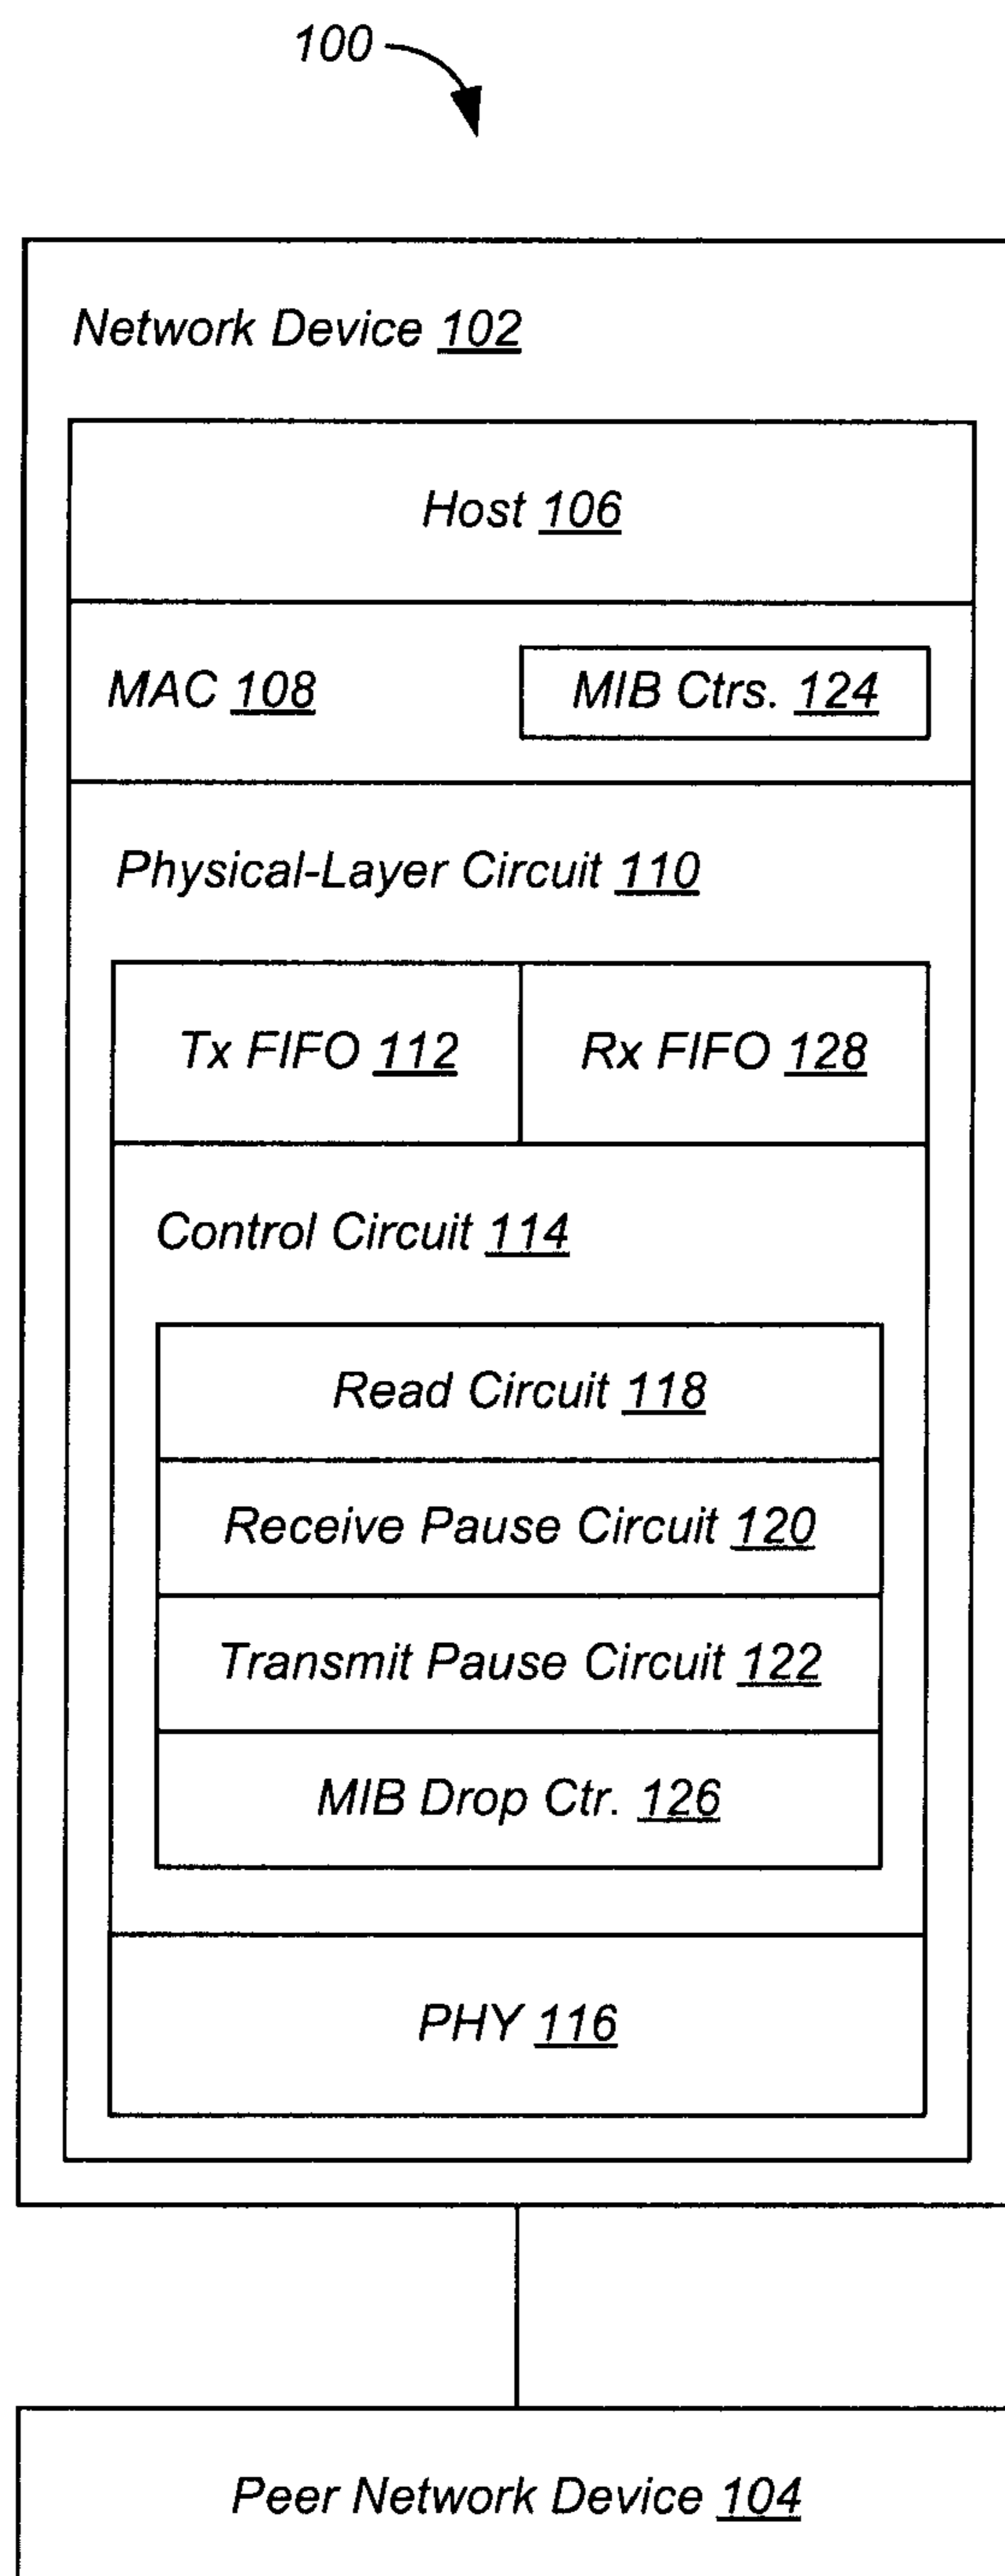 100
Network Device 102
Host 106
MAC 108
MIB Ctrs. 124
Physical-Layer Circuit 110
Tx FIFO 112
Rx FIFO 128
Control Circuit 114
Read Circuit 118
Receive Pause Circuit 120
Transmit Pause Circuit 122
MIB Drop Ctr. 126
PHY 116
Peer Network Device 104